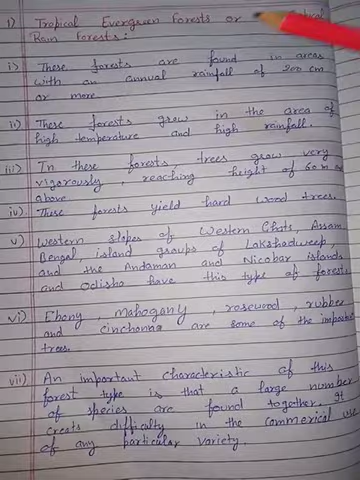 1) Tropical Evergreen Forests or
Rain Forests:
i) These forests are found in areas
with an annual rainfall of 200 cm
or more
ii) These forests grow in the area of
high temperature and high rainfall.
iii) In these forests, trees grow very
vigorously, reaching height of 60 m or
above
iv) These forests yield hard wood trees.
v) Western slopes of Western Ghats, Assam,
Bengel, island groups of Lakshadweep,
and the Andaman and Nicobar islands
and Odisha have this type of forests
vi) Ebony, mahogany, rosewood, rubber
and cinchonna are some of the important
trees.
vii) An important characteristic of this
forest type is that a large number
of species are found together. It
creats difficulty in the commerical use
of any particular variety.